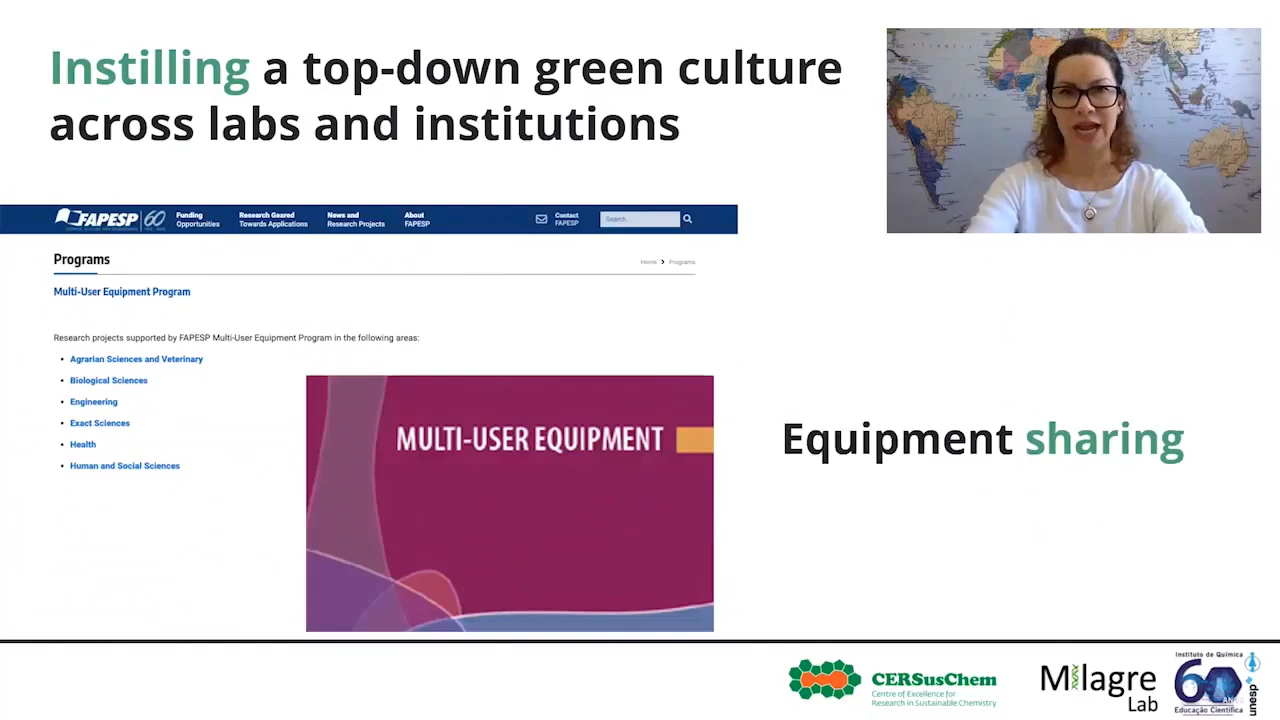 Instilling a top-down green culture
across labs and institutions
FAPESP 60
Funding
Opportunities
Research Geared
Towards Applications
News and
Research Projects
About
FAPESP
Contact
FAPESP
Search...
Programs
Home > Programs
Multi-User Equipment Program
Research projects supported by FAPESP Multi-User Equipment Program in the following areas:
• Agrarian Sciences and Veterinary
• Biological Sciences
• Engineering
• Exact Sciences
• Health
• Human and Social Sciences
MULTI-USER EQUIPMENT
Equipment sharing
CERSusChem
Centre of Excellence for
Research in Sustainable Chemistry
Milagre
Lab
Instituto de Química
60
ANOS
Educação Científica
unesp